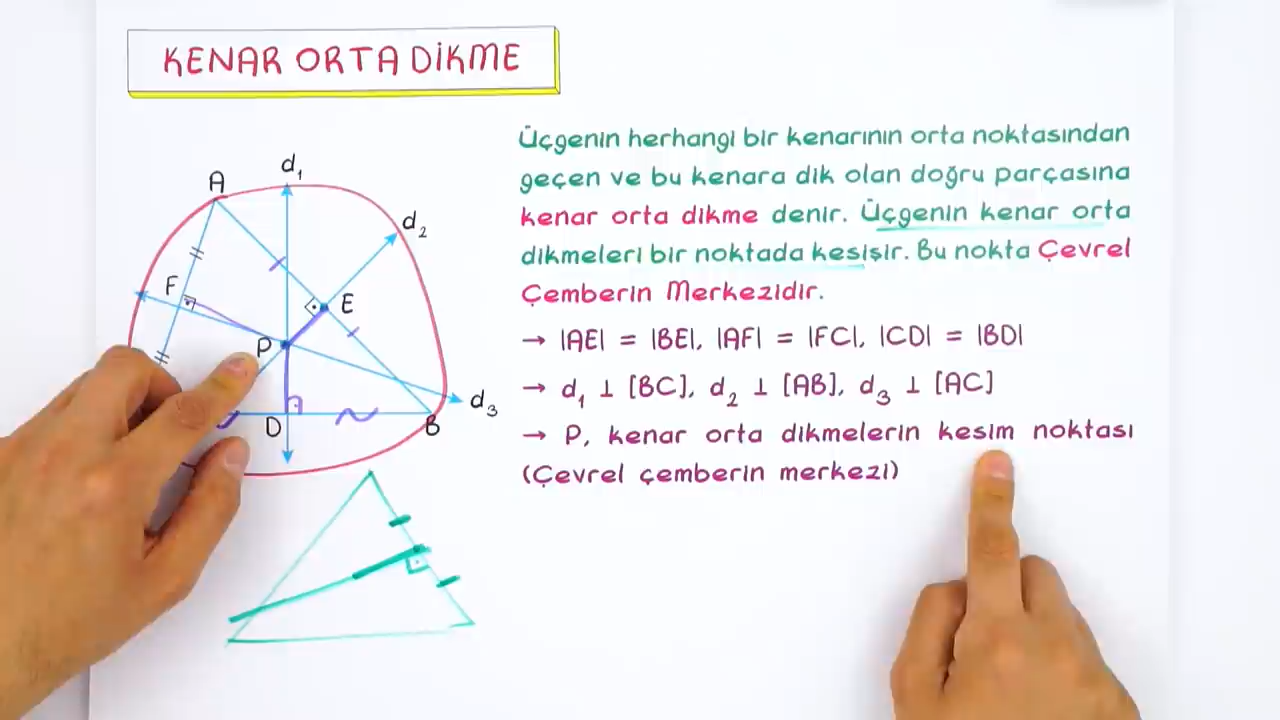 KENAR ORTA DİKME
Üçgenin herhangi bir kenarının orta noktasından
geçen ve bu kenara dik olan doğru parçasına
kenar orta dikme denir. Üçgenin kenar orta
dikmeleri bir noktada kesişir. Bu nokta Çevrel
Çemberin Merkezidir.
→ |AE| = |BE|, |AF| = |FC|, |CD| = |BD|
→ d₁ ⊥ [BC], d₂ ⊥ [AB], d₃ ⊥ [AC]
→ P, kenar orta dikmelerin kesim noktası
(Çevrel çemberin merkezi)
d₁
A
d₂
F
E
P
d₃
D
B